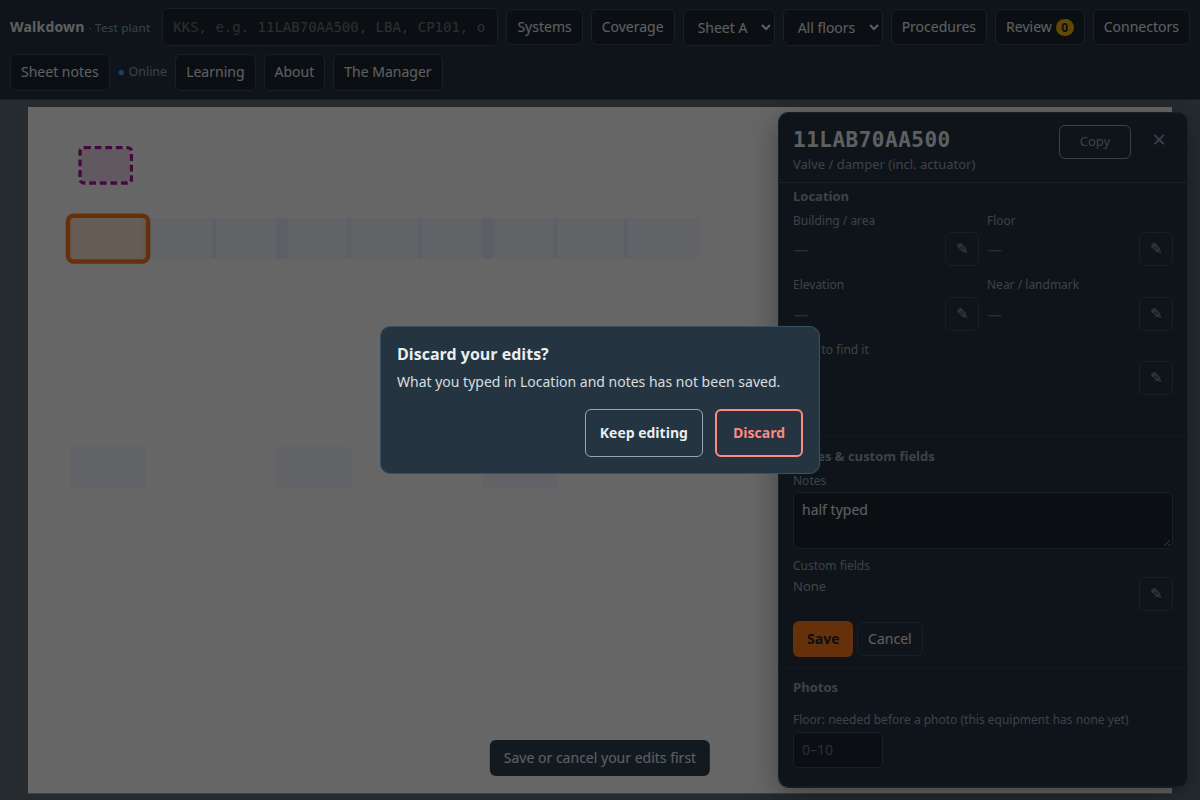 Walkdown · Test plant
KKS, e.g. 11LAB70AA500, LBA, CP101, o
Systems
Coverage
Sheet A
All floors
Procedures
Review 0
Connectors
Sheet notes
Online
Learning
About
The Manager
11LAB70AA500
Copy
Valve / damper (incl. actuator)
Location
Building / area
Floor
—
—
Elevation
Near / landmark
—
—
to find it
Discard your edits?
What you typed in Location and notes has not been saved.
Keep editing
Discard
& custom fields
Notes
half typed
Custom fields
None
Save
Cancel
Photos
Floor: needed before a photo (this equipment has none yet)
0–10
Save or cancel your edits first